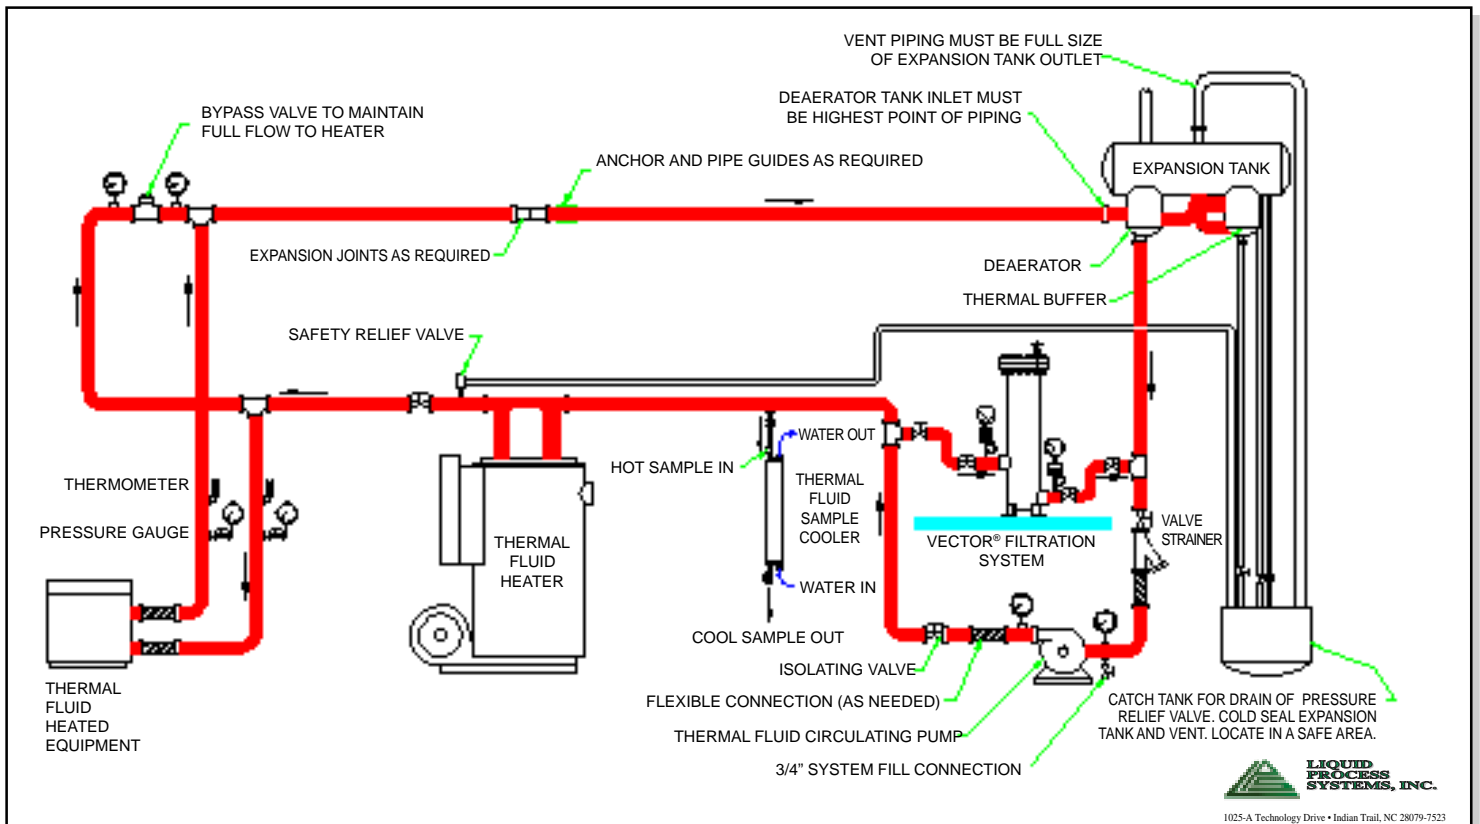 VENT PIPING MUST BE FULL SIZE
OF EXPANSION TANK OUTLET
DEAERATOR TANK INLET MUST
BE HIGHEST POINT OF PIPING
BYPASS VALVE TO MAINTAIN
FULL FLOW TO HEATER
ANCHOR AND PIPE GUIDES AS REQUIRED
EXPANSION TANK
EXPANSION JOINTS AS REQUIRED
DEAERATOR
THERMAL BUFFER
SAFETY RELIEF VALVE
WATER OUT
HOT SAMPLE IN
THERMAL
FLUID
SAMPLE
COOLER
THERMOMETER
PRESSURE GAUGE
THERMAL
FLUID
HEATER
VECTOR® FILTRATION
SYSTEM
VALVE
STRAINER
WATER IN
COOL SAMPLE OUT
ISOLATING VALVE
FLEXIBLE CONNECTION (AS NEEDED)
THERMAL FLUID CIRCULATING PUMP
3/4” SYSTEM FILL CONNECTION
THERMAL
FLUID
HEATED
EQUIPMENT
CATCH TANK FOR DRAIN OF PRESSURE
RELIEF VALVE. COLD SEAL EXPANSION
TANK AND VENT. LOCATE IN A SAFE AREA.
LIQUID
PROCESS
SYSTEMS, INC.
1025-A Technology Drive • Indian Trail, NC 28079-7523